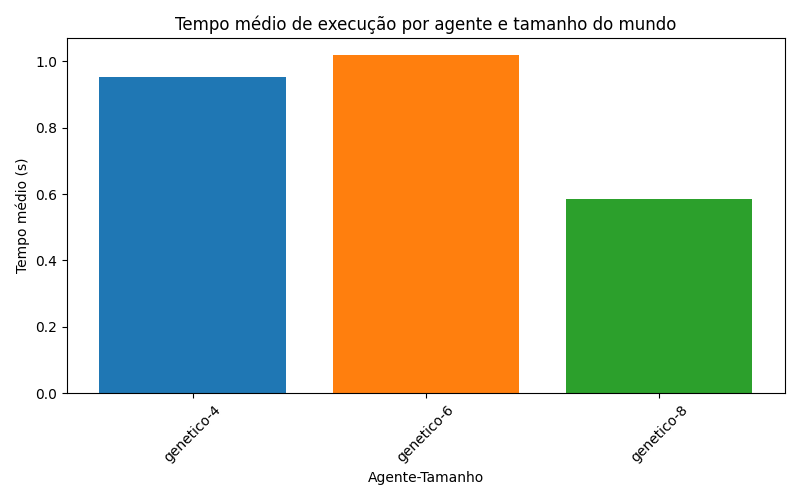 Tempo médio de execução por agente e tamanho do mundo
1.0
0.8
0.6
0.4
0.2
0.0
Tempo médio (s)
genetico-4
genetico-6
genetico-8
Agente-Tamanho